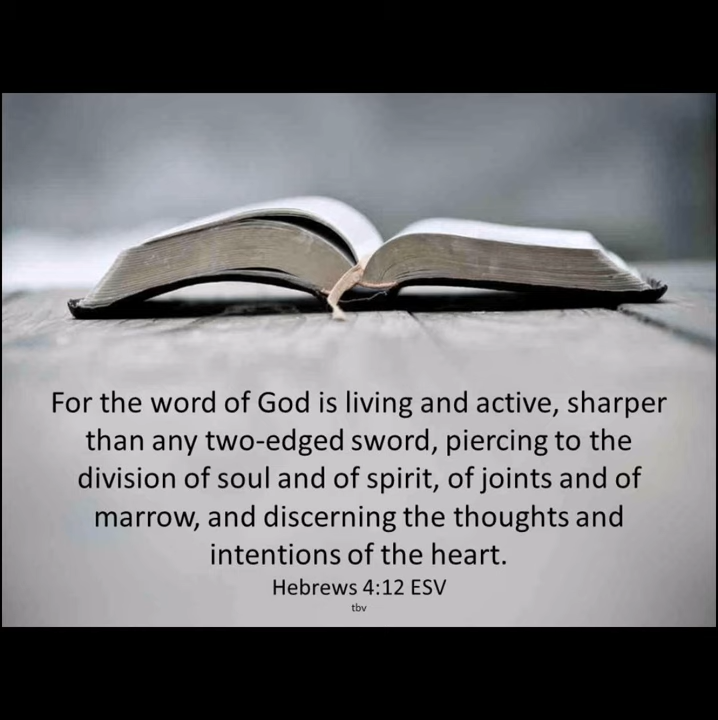 For the word of God is living and active, sharper
than any two-edged sword, piercing to the
division of soul and of spirit, of joints and of
marrow, and discerning the thoughts and
intentions of the heart.
Hebrews 4:12 ESV
tbv